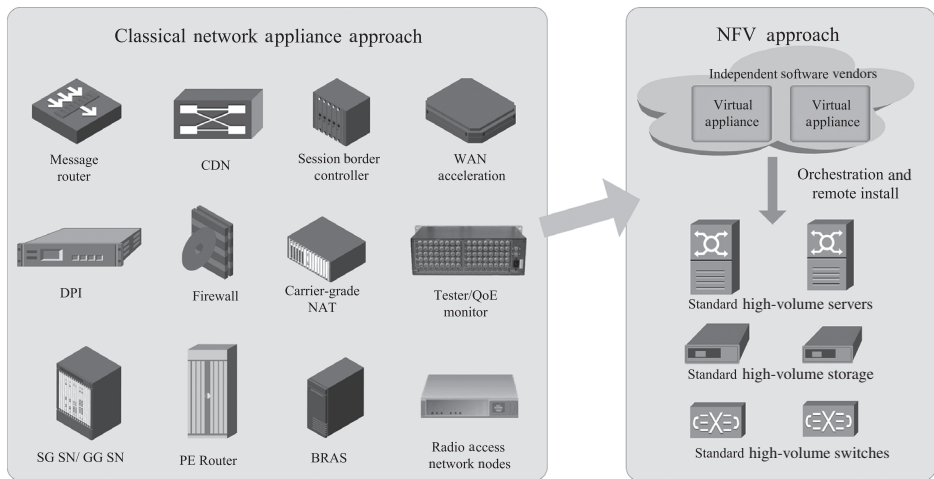 Classical network appliance approach
Message
router
CDN
Session border
controller
WAN
acceleration
DPI
Firewall
Carrier-grade
NAT
Tester/QoE
monitor
SG SN/ GG SN
PE Router
BRAS
Radio access
network nodes
NFV approach
Independent software vendors
Virtual
appliance
Virtual
appliance
Orchestration and
remote install
Standard high-volume servers
Standard high-volume storage
Standard high-volume switches